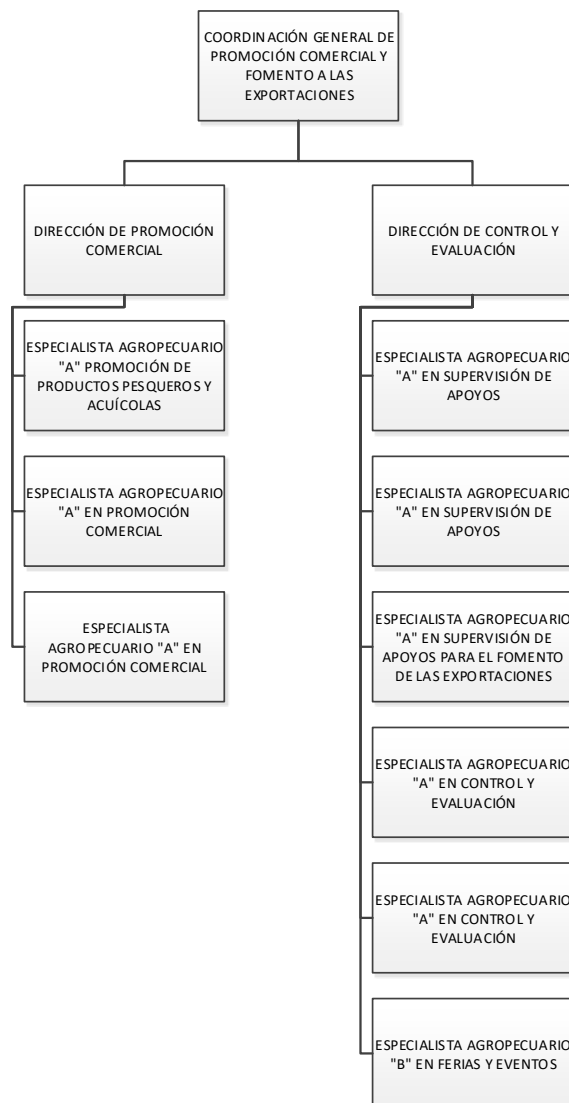 COORDINACIÓN GENERAL DE
PROMOCIÓN COMERCIAL Y
FOMENTO A LAS
EXPORTACIONES
DIRECCIÓN DE PROMOCIÓN
COMERCIAL
ESPECIALISTA AGROPECUARIO
"A" PROMOCIÓN DE
PRODUCTOS PESQUEROS Y
ACUÍCOLAS
ESPECIALISTA AGROPECUARIO
"A" EN PROMOCIÓN
COMERCIAL
ESPECIALISTA
AGROPECUARIO "A" EN
PROMOCIÓN COMERCIAL
DIRECCIÓN DE CONTROL Y
EVALUACIÓN
ESPECIALISTA AGROPECUARIO
"A" EN SUPERVISIÓN DE
APOYOS
ESPECIALISTA AGROPECUARIO
"A" EN SUPERVISIÓN DE
APOYOS
ESPECIALISTA AGROPECUARIO
"A" EN SUPERVISIÓN DE
APOYOS PARA EL FOMENTO
DE LAS EXPORTACIONES
ESPECIALISTA AGROPECUARIO
"A" EN CONTROL Y
EVALUACIÓN
ESPECIALISTA AGROPECUARIO
"A" EN CONTROL Y
EVALUACIÓN
ESPECIALISTA AGROPECUARIO
"B" EN FERIAS Y EVENTOS